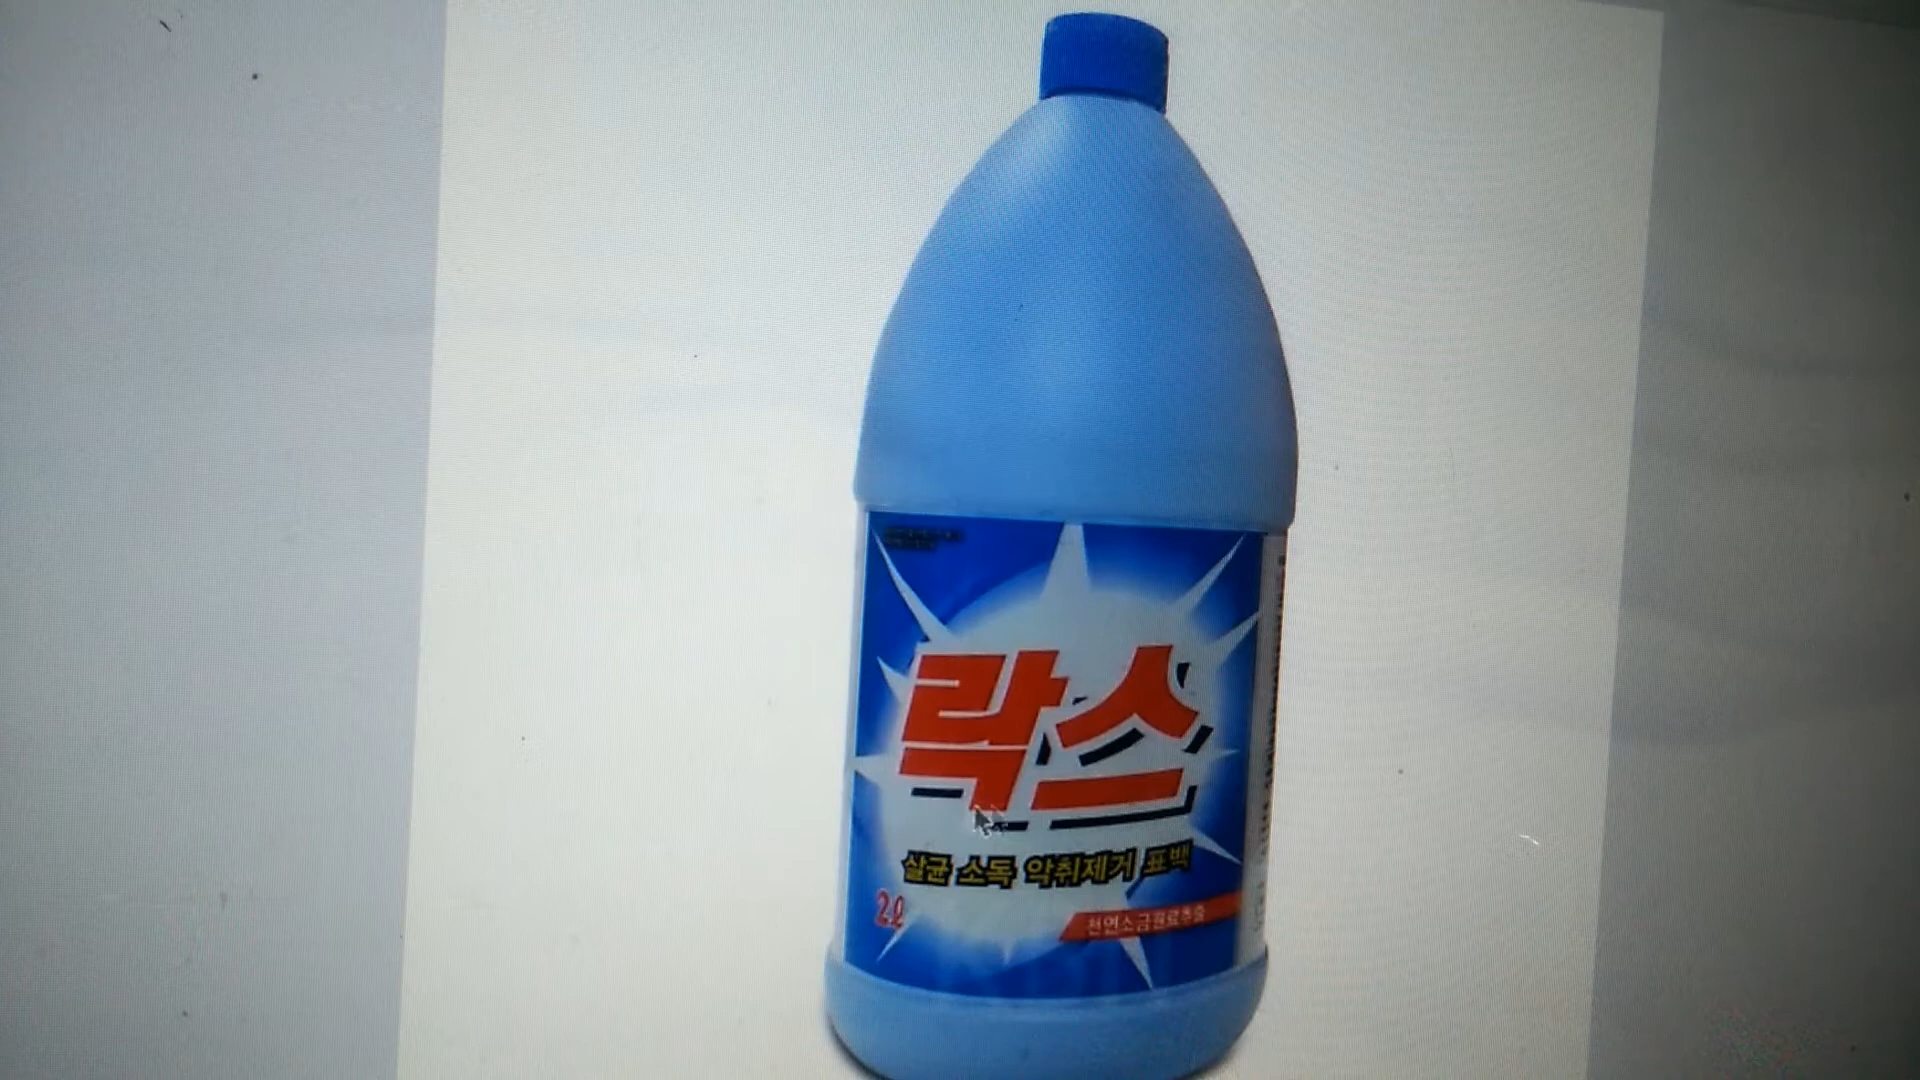 락스
살균 소독 악취제거 표백
2ℓ
천연소금원료추출